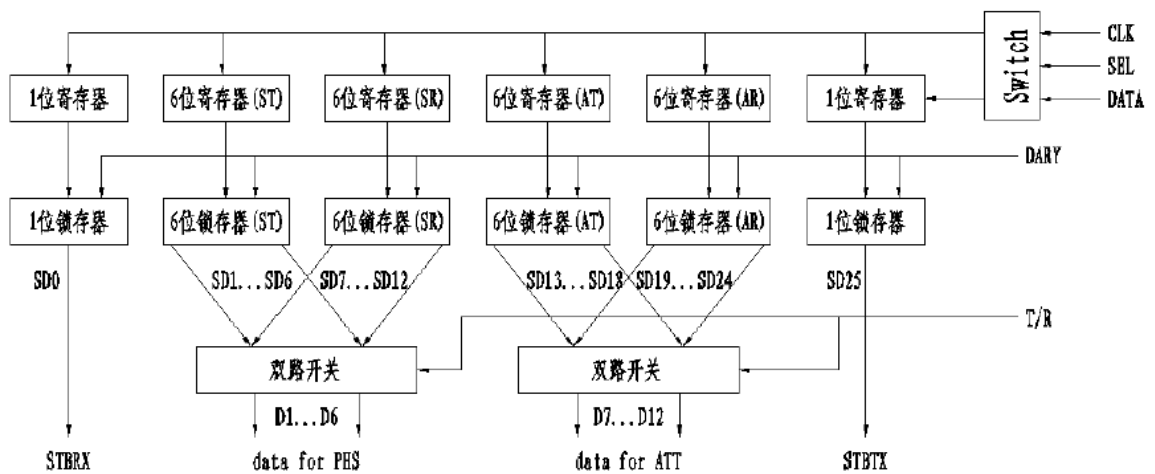 CLK
Switch
SEL
DATA
1位寄存器 6位寄存器(ST) 6位寄存器(SR) 6位寄存器(AT) 6位寄存器(AR) 1位寄存器
DARY
1位锁存器 6位锁存器(ST) 6位锁存器(SR) 6位锁存器(AT) 6位锁存器(AR) 1位锁存器
SD0 SD1...SD6 SD7...SD12 SD13...SD18 SD19...SD24 SD25
T/R
双路开关 双路开关
D1...D6 D7...D12
STBRX data for PHS data for ATT STBTX